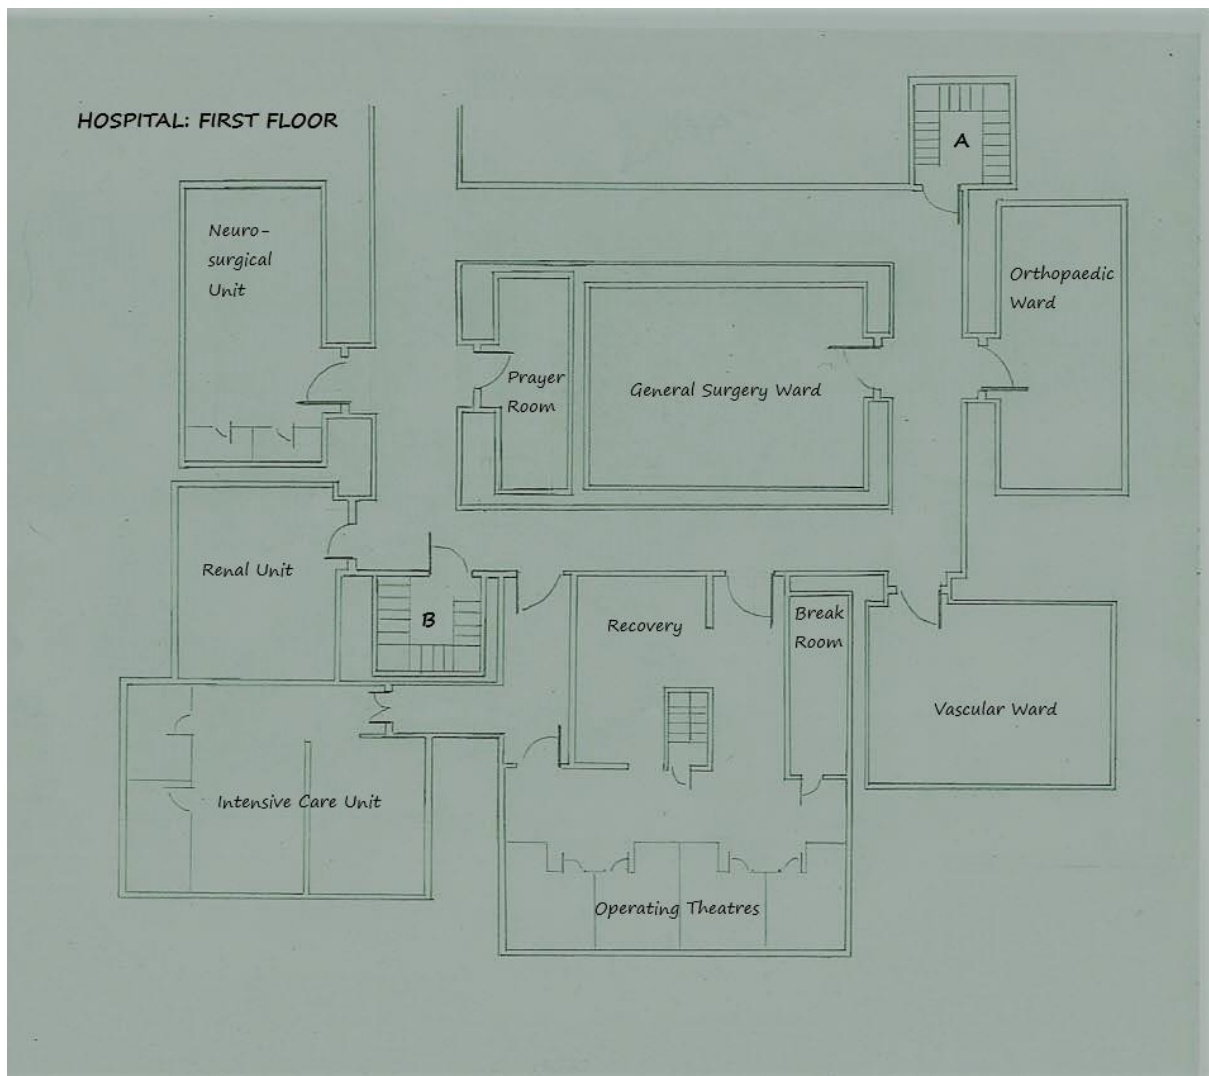 HOSPITAL: FIRST FLOOR
A
Neuro-
surgical
Unit
Orthopaedic
Ward
Prayer
Room
General Surgery Ward
Renal Unit
B
Recovery
Break
Room
Vascular Ward
Intensive Care Unit
Operating Theatres